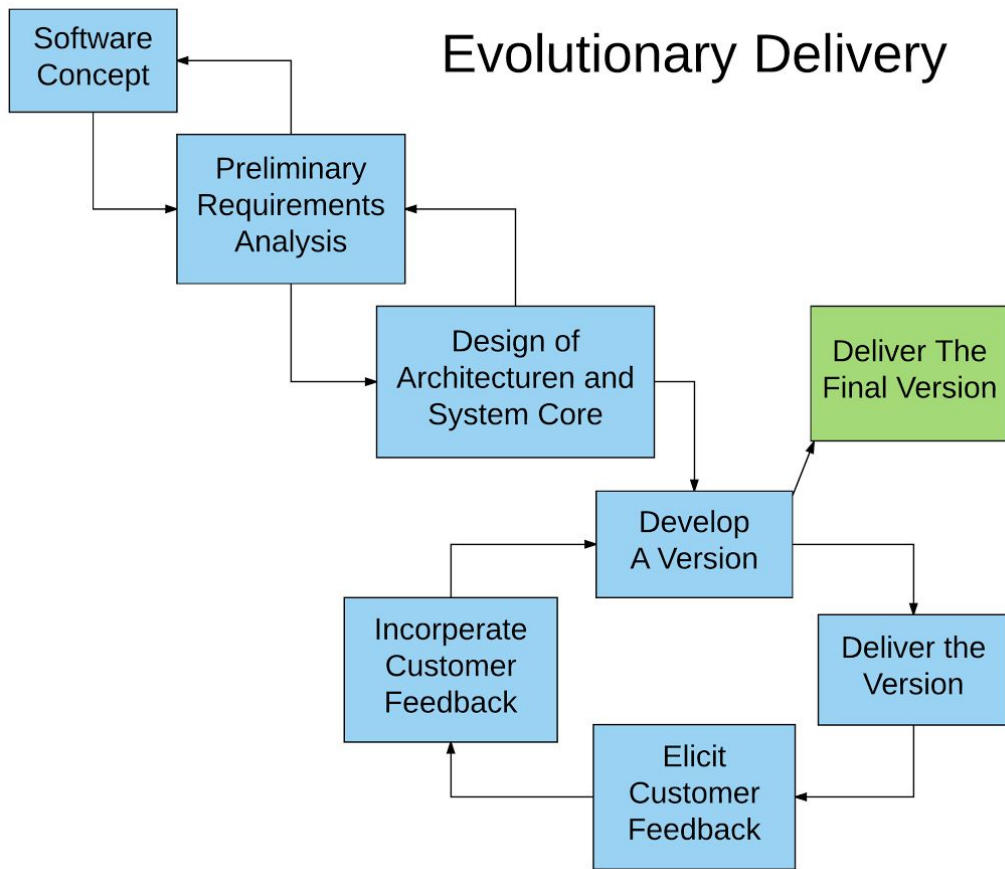 Evolutionary Delivery
Software
Concept
Preliminary
Requirements
Analysis
Design of
Architecturen and
System Core
Deliver The
Final Version
Develop
A Version
Deliver the
Version
Elicit
Customer
Feedback
Incorperate
Customer
Feedback